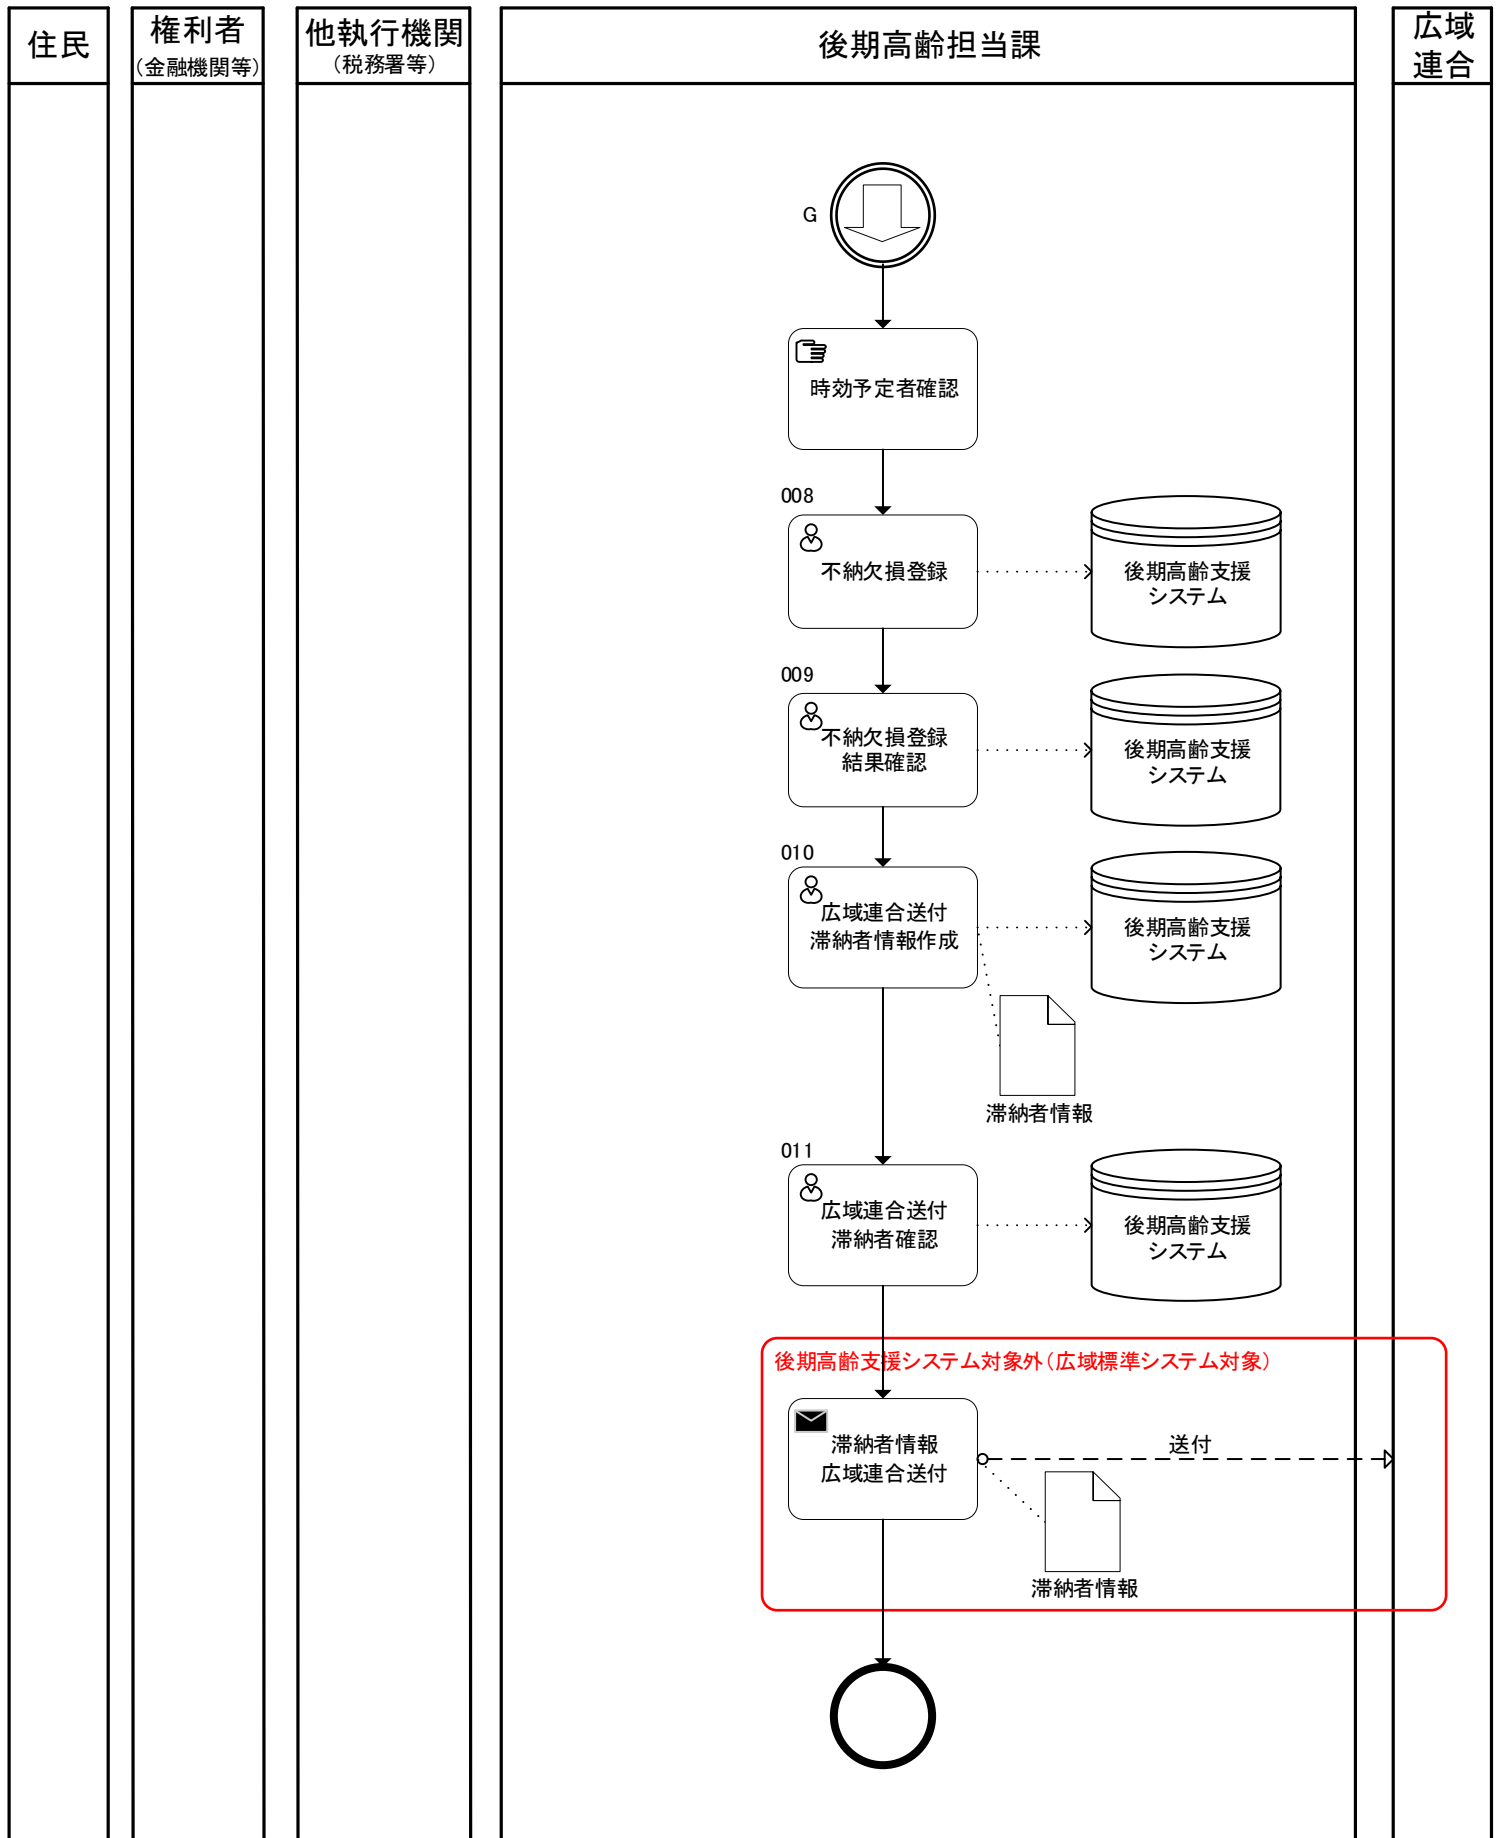 住民
権利者
（金融機関等）
他執行機関
（税務署等）
後期高齢担当課
広域
連合
G
時効予定者確認
008
不納欠損登録
後期高齢支援
システム
009
不納欠損登録
結果確認
後期高齢支援
システム
010
広域連合送付
滞納者情報作成
後期高齢支援
システム
滞納者情報
011
広域連合送付
滞納者確認
後期高齢支援
システム
後期高齢支援システム対象外（広域標準システム対象）
滞納者情報
広域連合送付
送付
滞納者情報